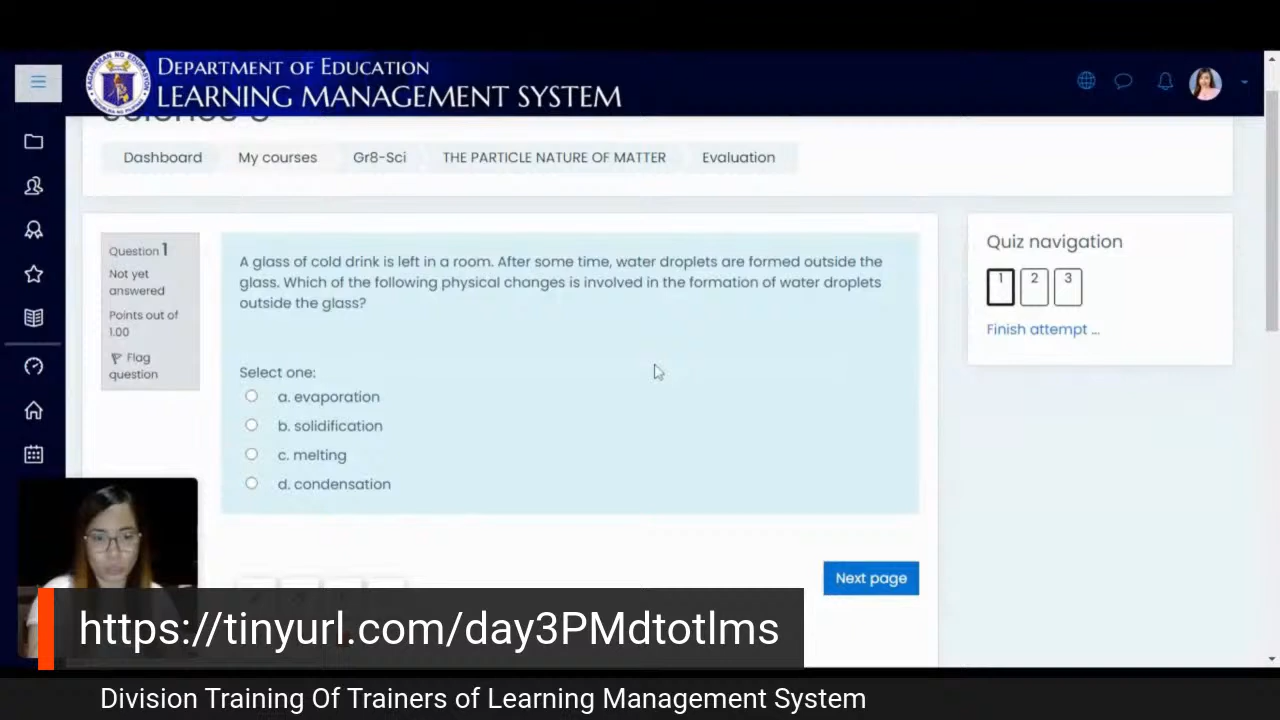 DEPARTMENT OF EDUCATION
LEARNING MANAGEMENT SYSTEM
Dashboard
My courses
Gr8-Sci
THE PARTICLE NATURE OF MATTER
Evaluation
Question 1
Not yet
answered
Points out of
1.00
Flag
question
A glass of cold drink is left in a room. After some time, water droplets are formed outside the
glass. Which of the following physical changes is involved in the formation of water droplets
outside the glass?
Select one:
a. evaporation
b. solidification
c. melting
d. condensation
Next page
Quiz navigation
1 2 3
Finish attempt ...
https://tinyurl.com/day3PMdtotlms
Division Training Of Trainers of Learning Management System